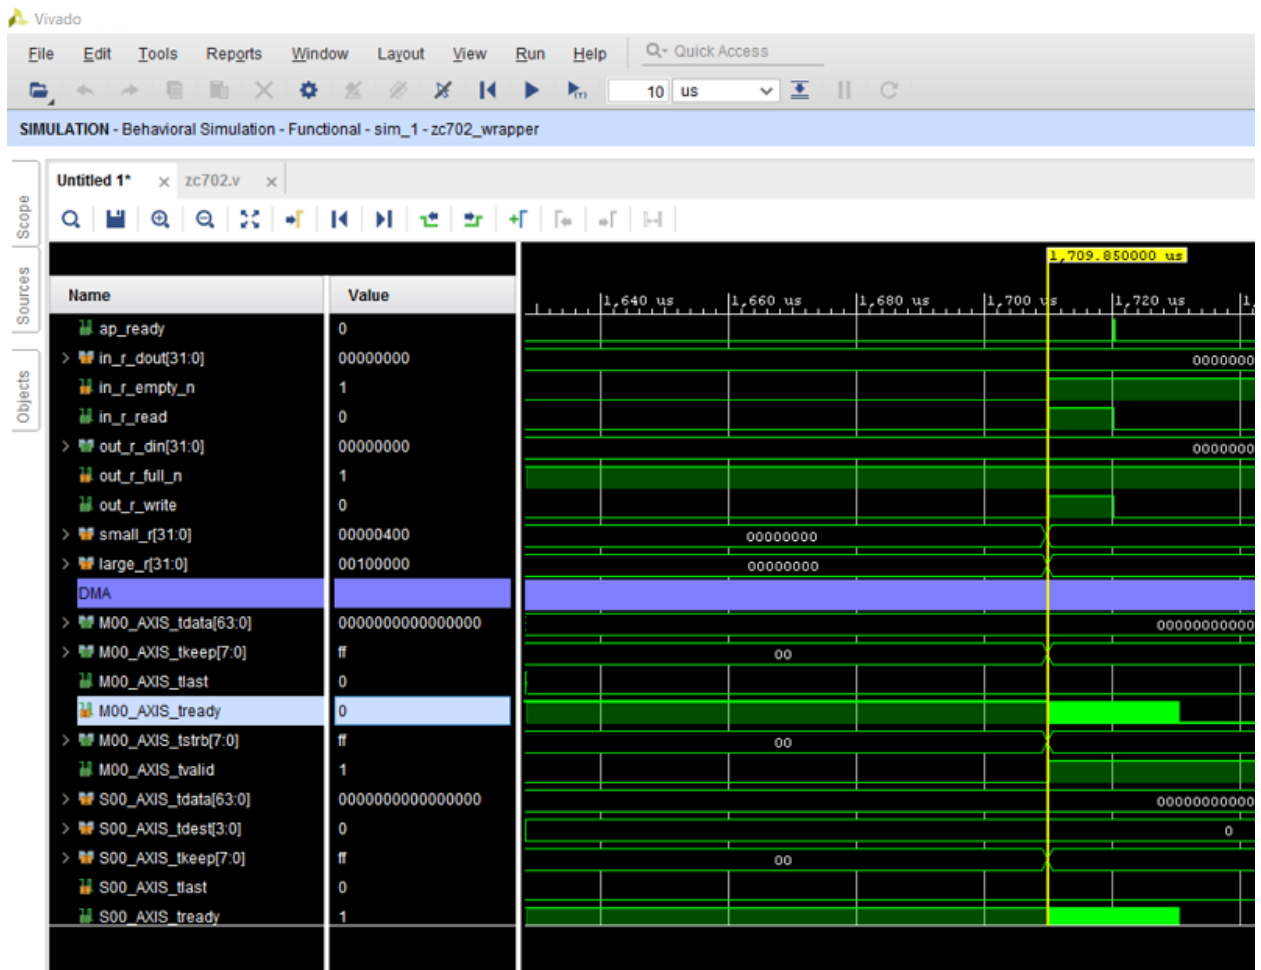 Vivado
File Edit Tools Reports Window Layout View Run Help Quick Access
10 us
SIMULATION - Behavioral Simulation - Functional - sim_1 - zc702_wrapper
Scope
Sources
Objects
Untitled 1* zc702.v
1,709.850000 us
Name Value 1,640 us 1,660 us 1,680 us 1,700 us 1,720 us 1,
ap_ready 0
in_r_dout[31:0] 00000000 0000000
in_r_empty_n 1
in_r_read 0
out_r_din[31:0] 00000000 0000000
out_r_full_n 1
out_r_write 0
small_r[31:0] 00000400 00000000
large_r[31:0] 00100000 00000000
DMA
M00_AXIS_tdata[63:0] 0000000000000000 00000000000
M00_AXIS_tkeep[7:0] ff 00
M00_AXIS_tlast 0
M00_AXIS_tready 0
M00_AXIS_tstrb[7:0] ff 00
M00_AXIS_tvalid 1
S00_AXIS_tdata[63:0] 0000000000000000 00000000000
S00_AXIS_tdest[3:0] 0 0
S00_AXIS_tkeep[7:0] ff 00
S00_AXIS_tlast 0
S00_AXIS_tready 1